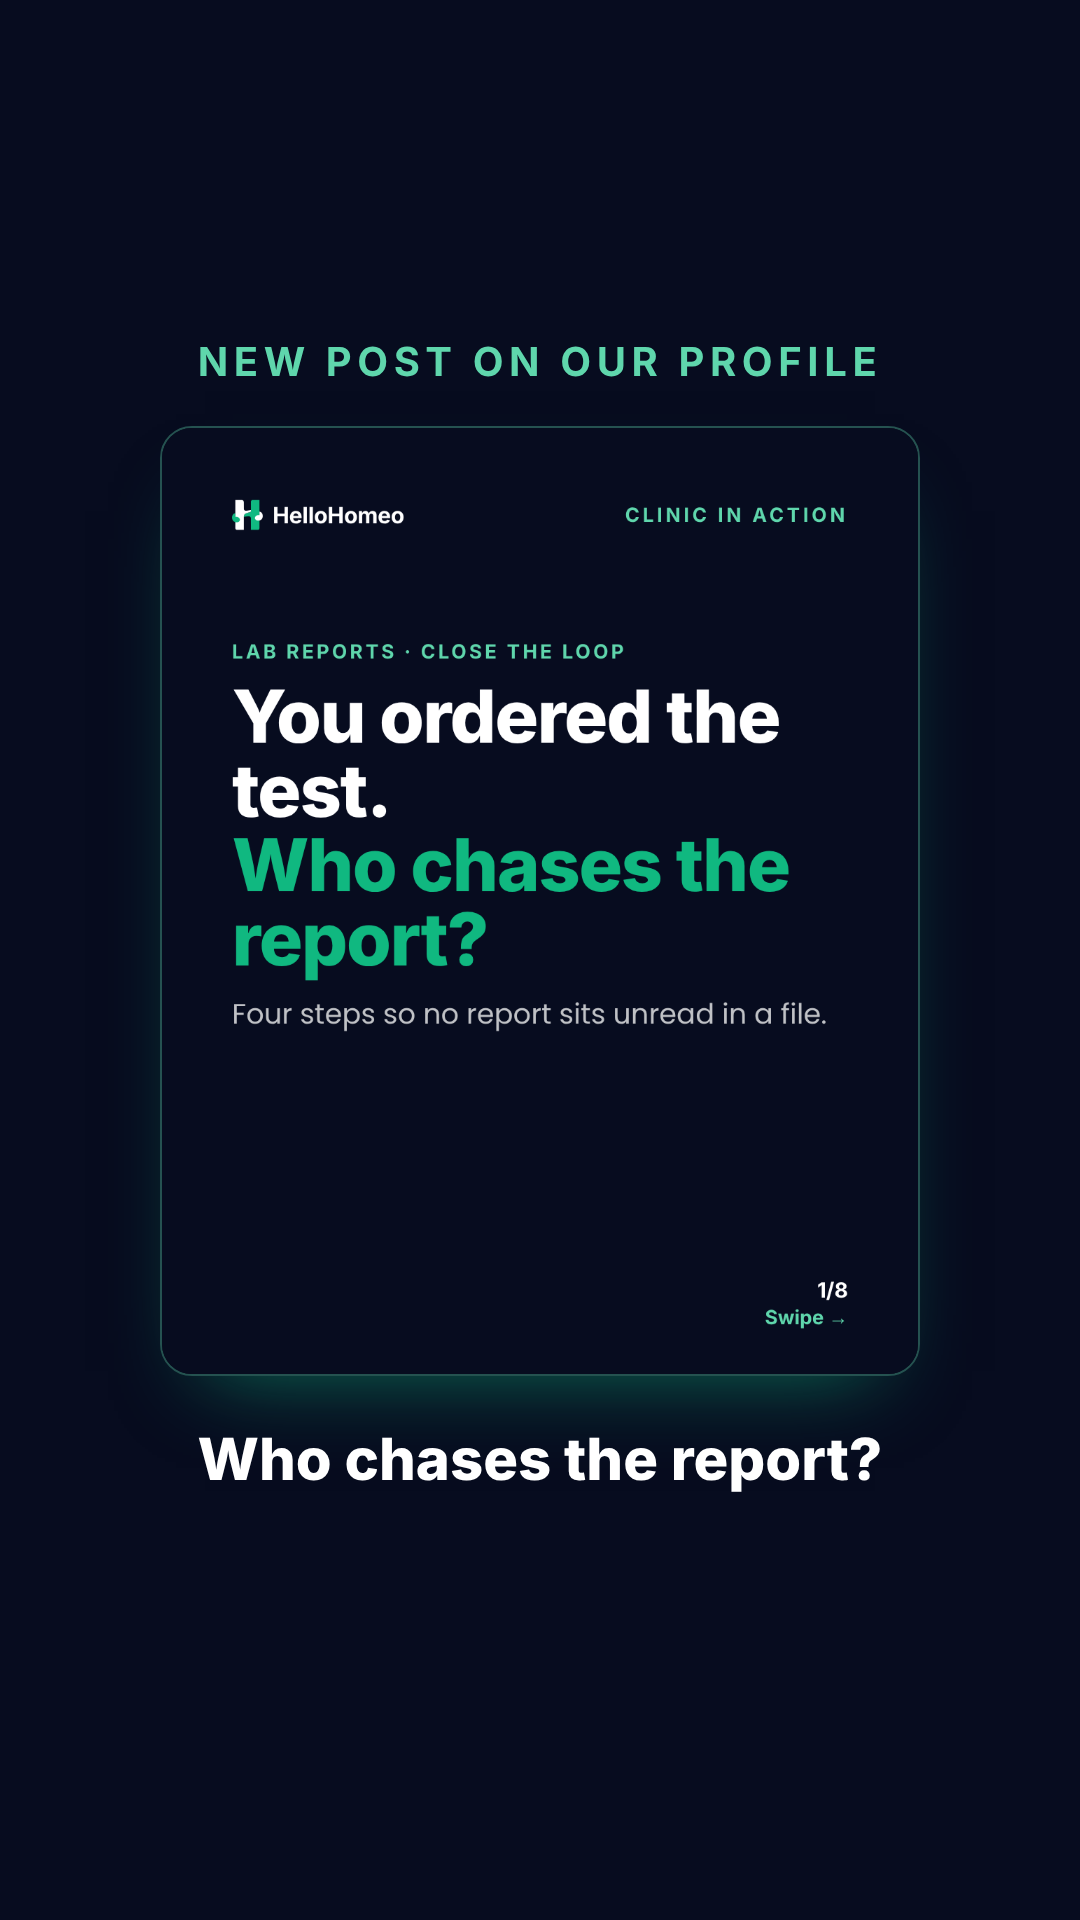 NEW POST ON OUR PROFILE
HelloHomeo
CLINIC IN ACTION
LAB REPORTS · CLOSE THE LOOP
You ordered the
test.
Who chases the
report?
Four steps so no report sits unread in a file.
1/8
Swipe →
Who chases the report?